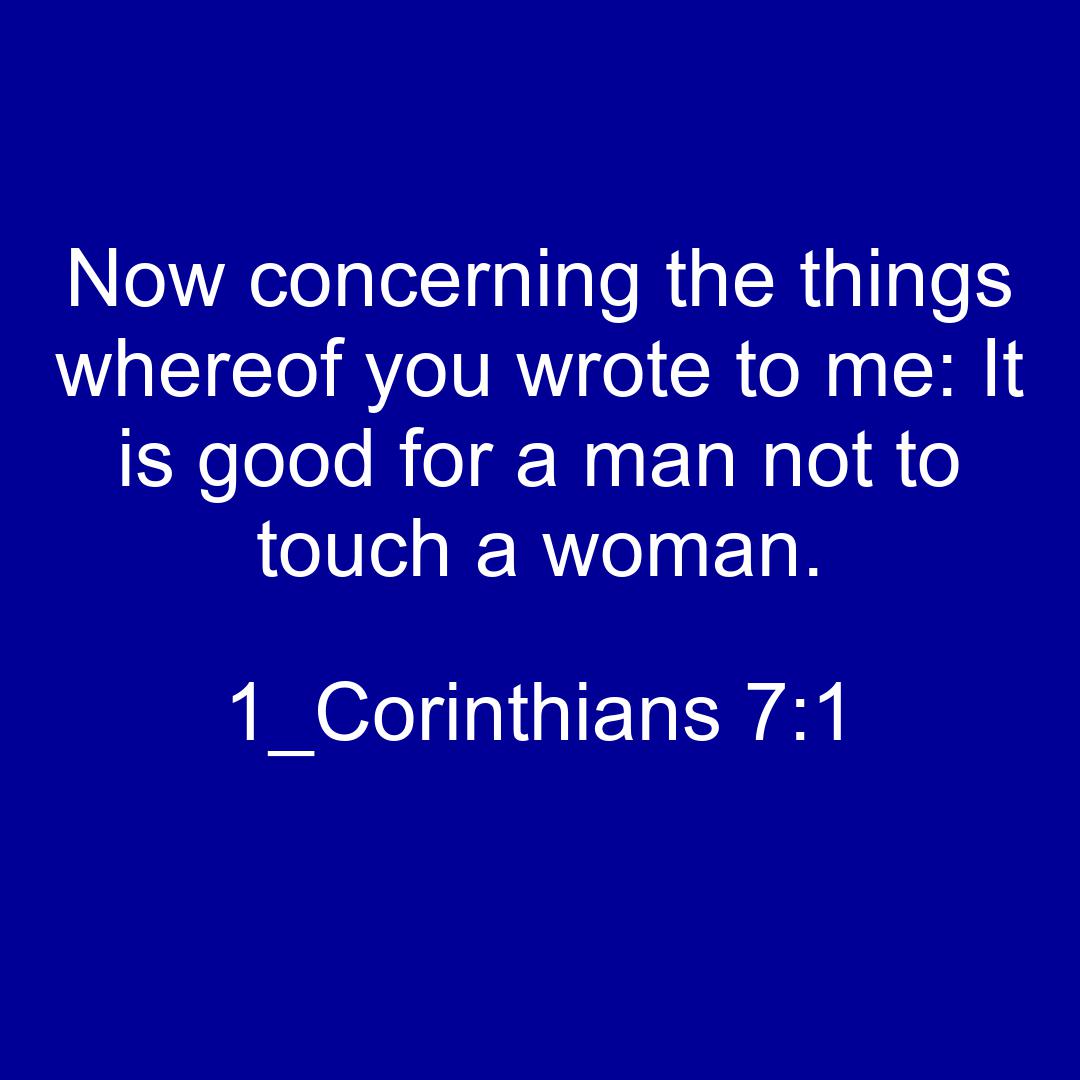 Now concerning the things
whereof you wrote to me: It
is good for a man not to
touch a woman.
1_Corinthians 7:1